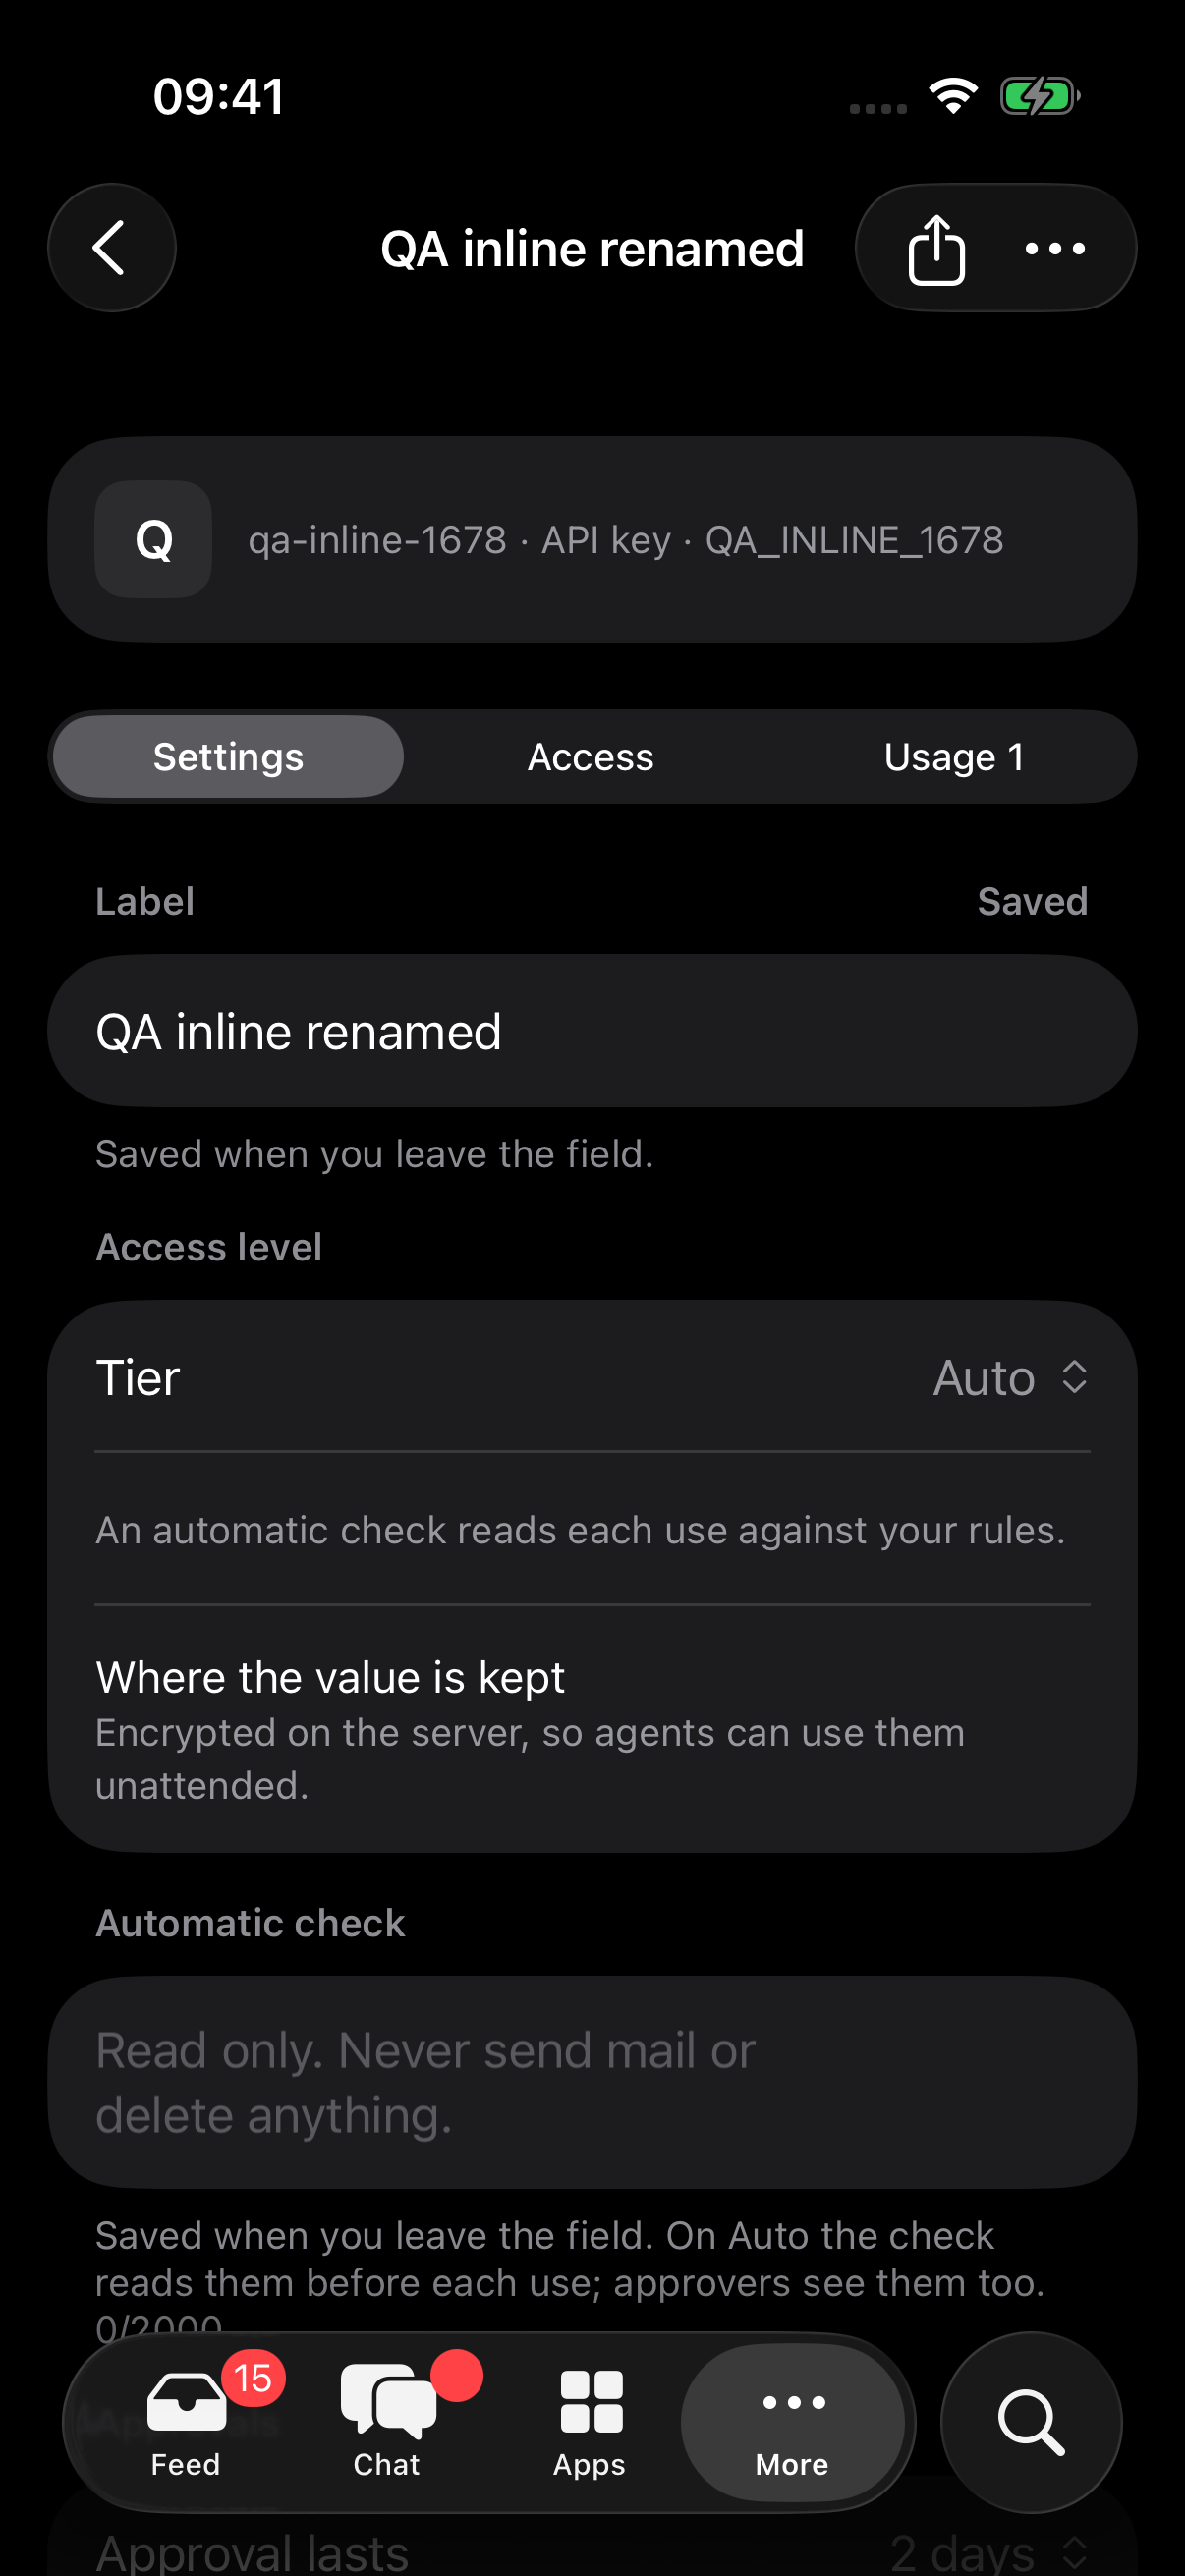 09:41
QA inline renamed
Q
qa-inline-1678 · API key · QA_INLINE_1678
Settings
Access
Usage 1
Label
Saved
QA inline renamed
Saved when you leave the field.
Access level
Tier
Auto
An automatic check reads each use against your rules.
Where the value is kept
Encrypted on the server, so agents can use them
unattended.
Automatic check
Read only. Never send mail or
delete anything.
Saved when you leave the field. On Auto the check
reads them before each use; approvers see them too.
0/2000
15
Feed
Chat
Apps
More
Approval lasts
2 days